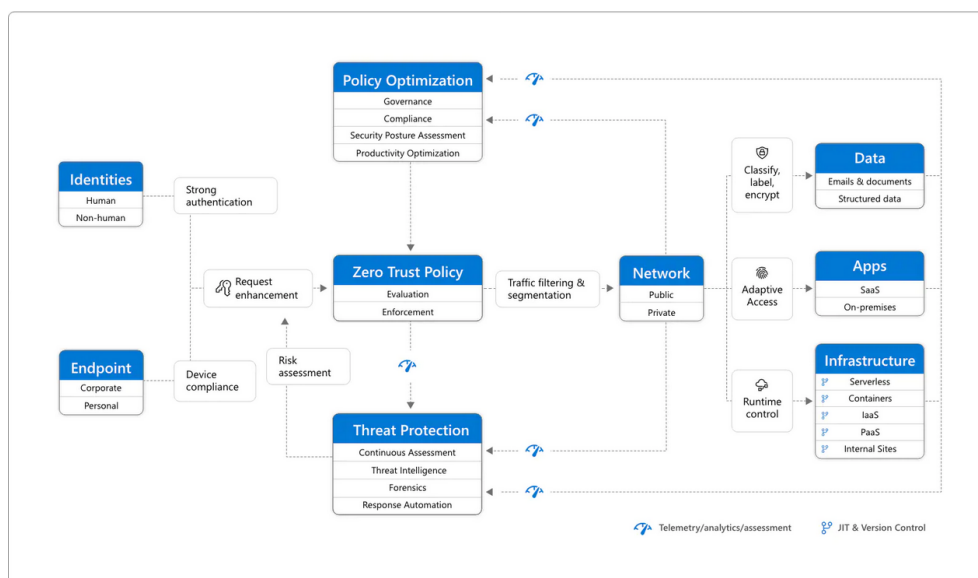 Policy Optimization
Governance
Compliance
Security Posture Assessment
Productivity Optimization
Identities
Human
Non-human
Strong
authentication
Endpoint
Corporate
Personal
Device
compliance
Request
enhancement
Risk
assessment
Zero Trust Policy
Evaluation
Enforcement
Threat Protection
Continuous Assessment
Threat Intelligence
Forensics
Response Automation
Traffic filtering &
segmentation
Network
Public
Private
Classify,
label,
encrypt
Data
Emails & documents
Structured data
Adaptive
Access
Apps
SaaS
On-premises
Runtime
control
Infrastructure
Serverless
Containers
IaaS
PaaS
Internal Sites
Telemetry/analytics/assessment
JIT & Version Control